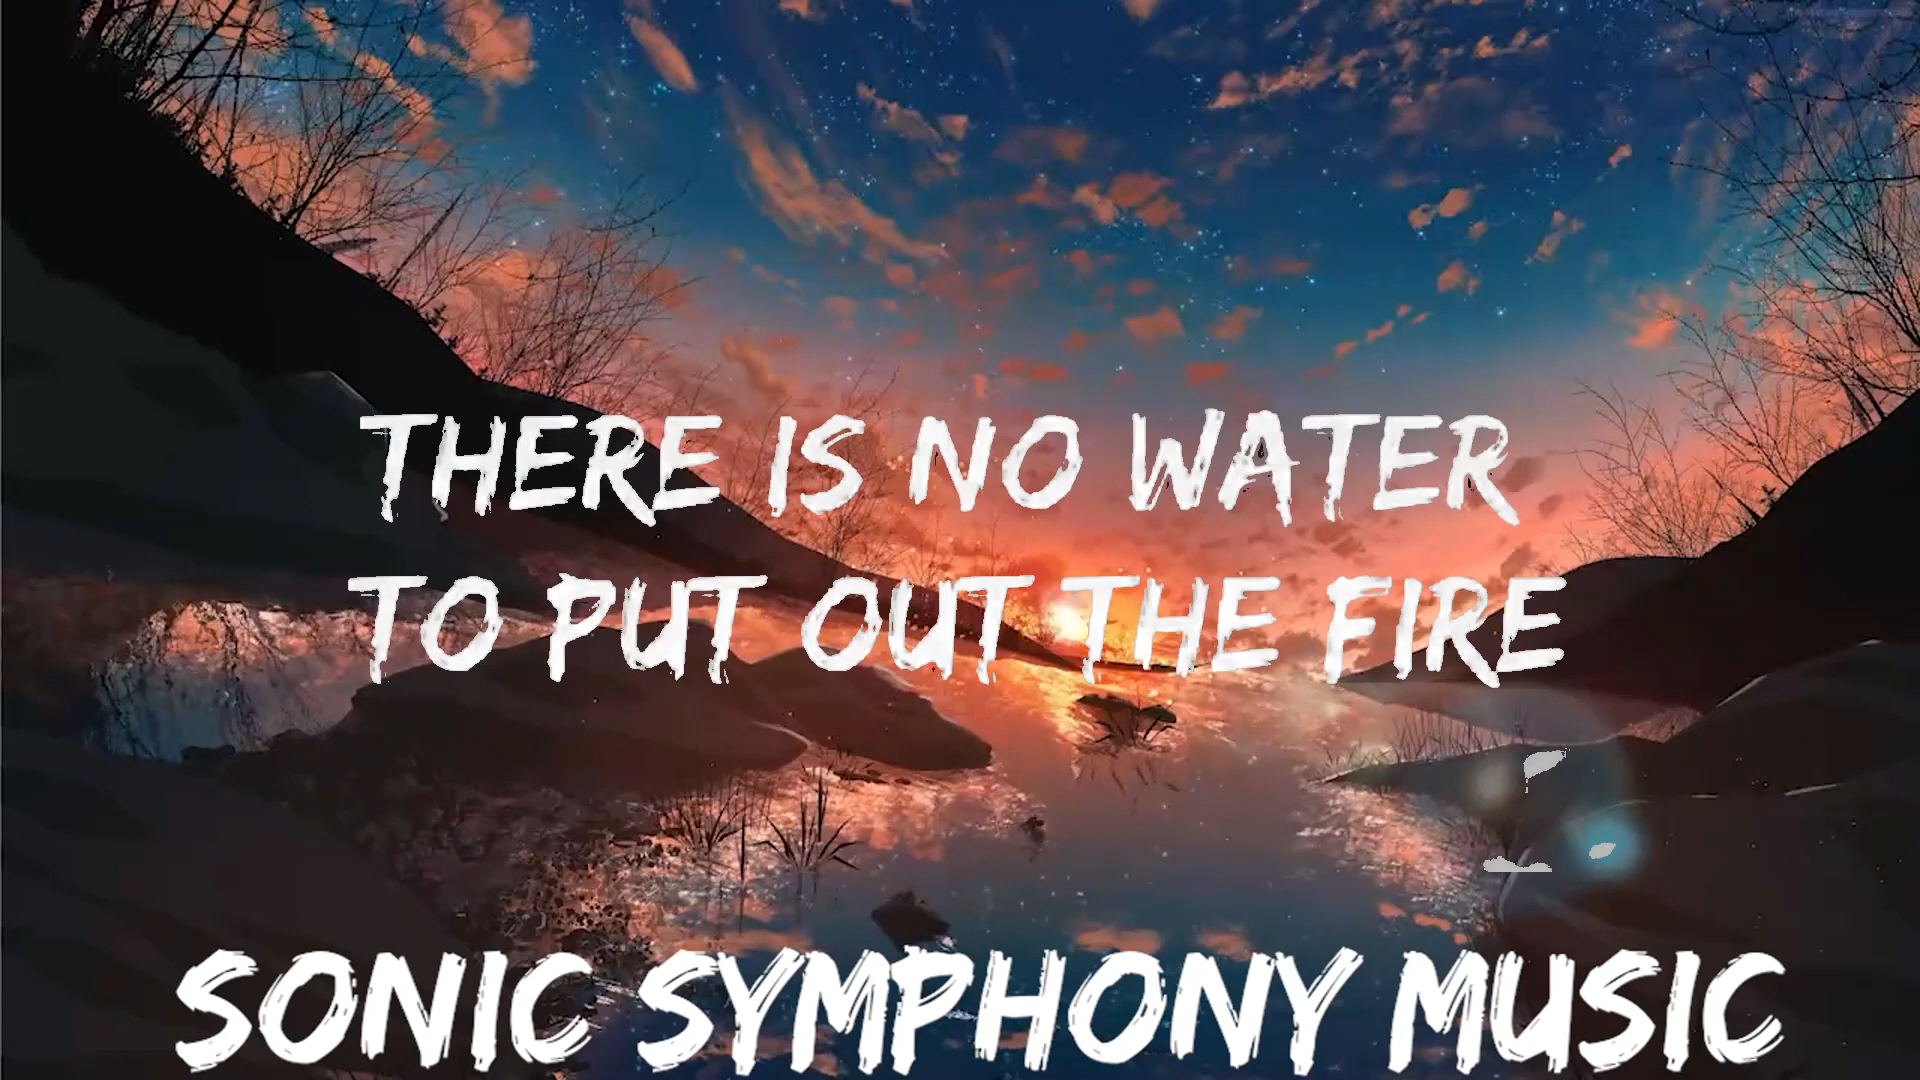 THERE IS NO WATER
TO PUT OUT THE FIRE
SONIC SYMPHONY MUSIC